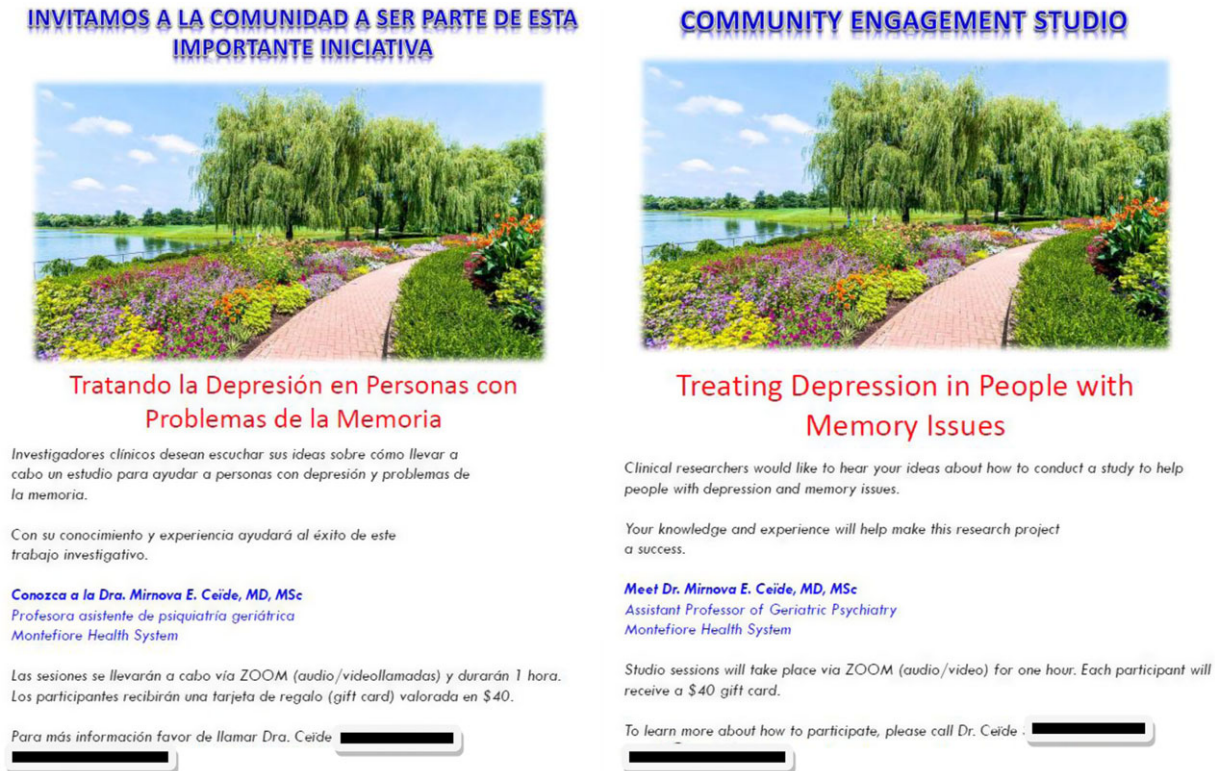 INVITAMOS A LA COMUNIDAD A SER PARTE DE ESTA
IMPORTANTE INICIATIVA
Tratando la Depresión en Personas con
Problemas de la Memoria
Investigadores clínicos desean escuchar sus ideas sobre cómo llevar a
cabo un estudio para ayudar a personas con depresión y problemas de
la memoria.
Con su conocimiento y experiencia ayudará al éxito de este
trabajo investigativo.
Conozca a la Dra. Mirnova E. Ceïde, MD, MSc
Profesora asistente de psiquiatría geriátrica
Montefiore Health System
Las sesiones se llevarán a cabo vía ZOOM (audio/videollamadas) y durarán 1 hora.
Los participantes recibirán una tarjeta de regalo (gift card) valorada en $40.
Para más información favor de llamar Dra. Ceïde
COMMUNITY ENGAGEMENT STUDIO
Treating Depression in People with
Memory Issues
Clinical researchers would like to hear your ideas about how to conduct a study to help
people with depression and memory issues.
Your knowledge and experience will help make this research project
a success.
Meet Dr. Mirnova E. Ceïde, MD, MSc
Assistant Professor of Geriatric Psychiatry
Montefiore Health System
Studio sessions will take place via ZOOM (audio/video) for one hour. Each participant will
receive a $40 gift card.
To learn more about how to participate, please call Dr. Ceïde